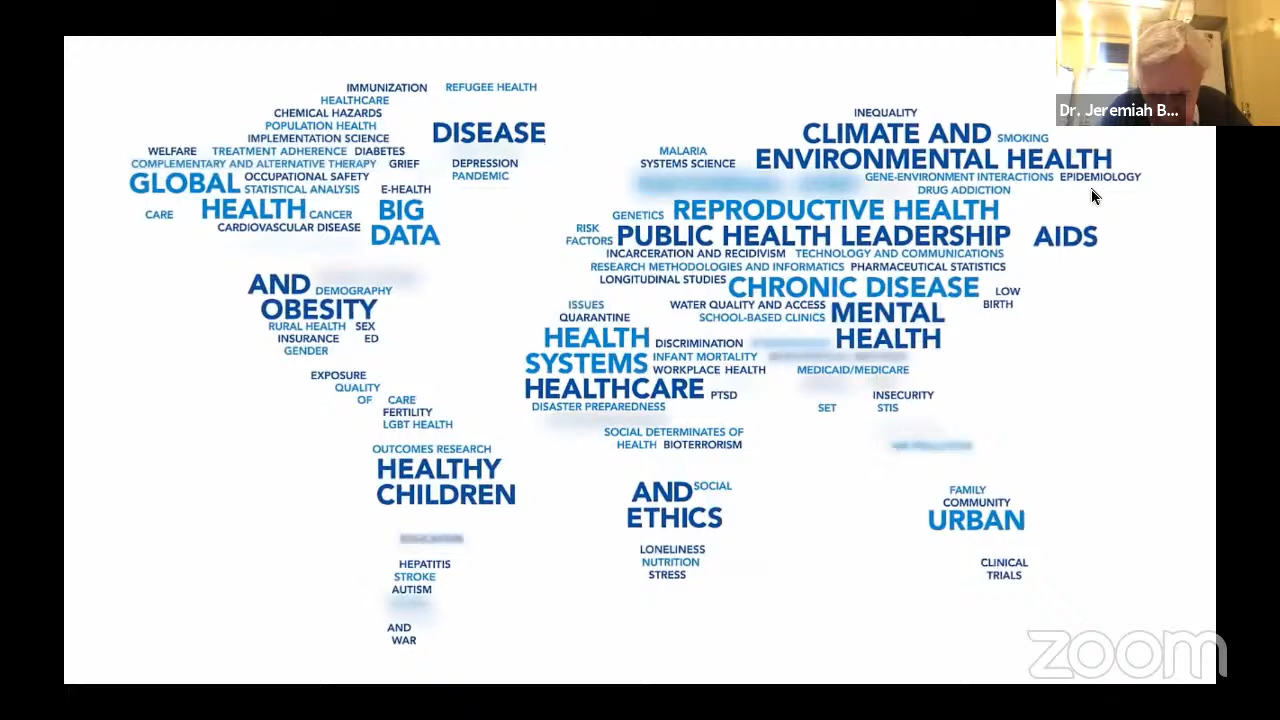 IMMUNIZATION REFUGEE HEALTH
HEALTHCARE
CHEMICAL HAZARDS
POPULATION HEALTH
IMPLEMENTATION SCIENCE
DISEASE
WELFARE TREATMENT ADHERENCE DIABETES
COMPLEMENTARY AND ALTERNATIVE THERAPY GRIEF
DEPRESSION
PANDEMIC
GLOBAL OCCUPATIONAL SAFETY
STATISTICAL ANALYSIS E-HEALTH
CARE HEALTH CANCER
CARDIOVASCULAR DISEASE
BIG
DATA
AND DEMOGRAPHY
OBESITY
RURAL HEALTH SEX
INSURANCE ED
GENDER
EXPOSURE
QUALITY
OF CARE
FERTILITY
LGBT HEALTH
OUTCOMES RESEARCH
HEALTHY
CHILDREN
HEPATITIS
STROKE
AUTISM
AND
WAR
INEQUALITY
CLIMATE AND SMOKING
MALARIA
SYSTEMS SCIENCE ENVIRONMENTAL HEALTH
GENE-ENVIRONMENT INTERACTIONS EPIDEMIOLOGY
DRUG ADDICTION
GENETICS REPRODUCTIVE HEALTH
RISK
FACTORS PUBLIC HEALTH LEADERSHIP AIDS
INCARCERATION AND RECIDIVISM TECHNOLOGY AND COMMUNICATIONS
RESEARCH METHODOLOGIES AND INFORMATICS PHARMACEUTICAL STATISTICS
LONGITUDINAL STUDIES CHRONIC DISEASE LOW
BIRTH
ISSUES WATER QUALITY AND ACCESS MENTAL
QUARANTINE SCHOOL-BASED CLINICS
HEALTH DISCRIMINATION HEALTH
SYSTEMS INFANT MORTALITY
WORKPLACE HEALTH MEDICAID/MEDICARE
HEALTHCARE PTSD
INSECURITY
DISASTER PREPAREDNESS SET STIS
SOCIAL DETERMINATES OF
HEALTH BIOTERRORISM
AND SOCIAL
ETHICS
LONELINESS
NUTRITION
STRESS
FAMILY
COMMUNITY
URBAN
CLINICAL
TRIALS
Dr. Jeremiah B...
zoom